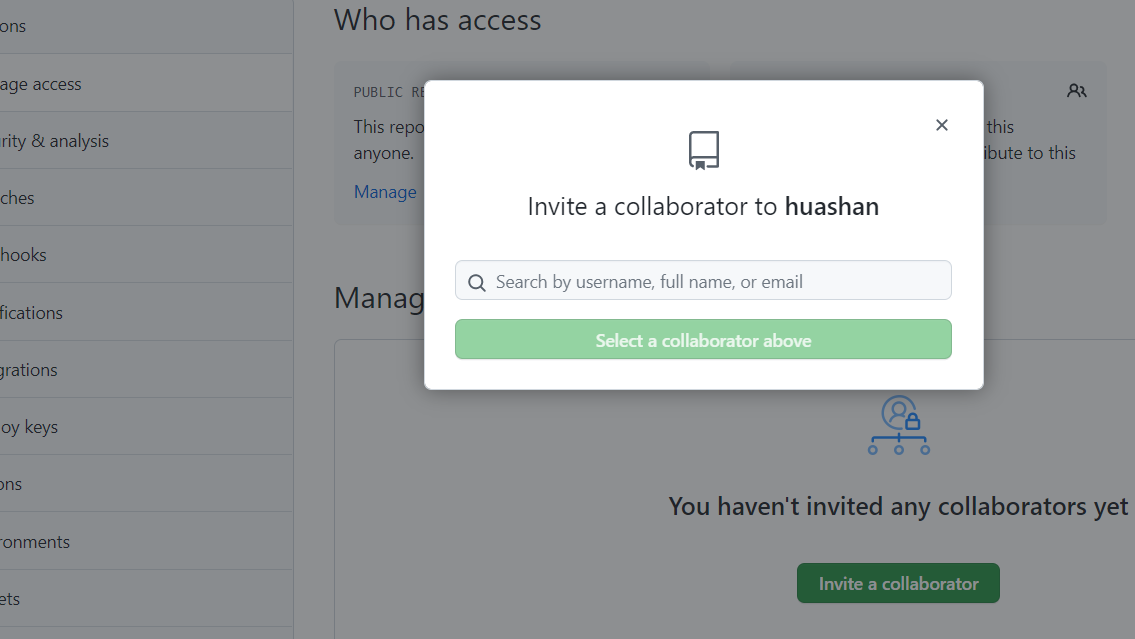 Who has access
ons
age access
rity & analysis
ches
hooks
fications
grations
oy keys
ons
ronments
ets
PUBLIC RE
This repo
anyone.
Manage
this
ibute to this
Invite a collaborator to huashan
Search by username, full name, or email
Select a collaborator above
Manag
You haven't invited any collaborators yet
Invite a collaborator